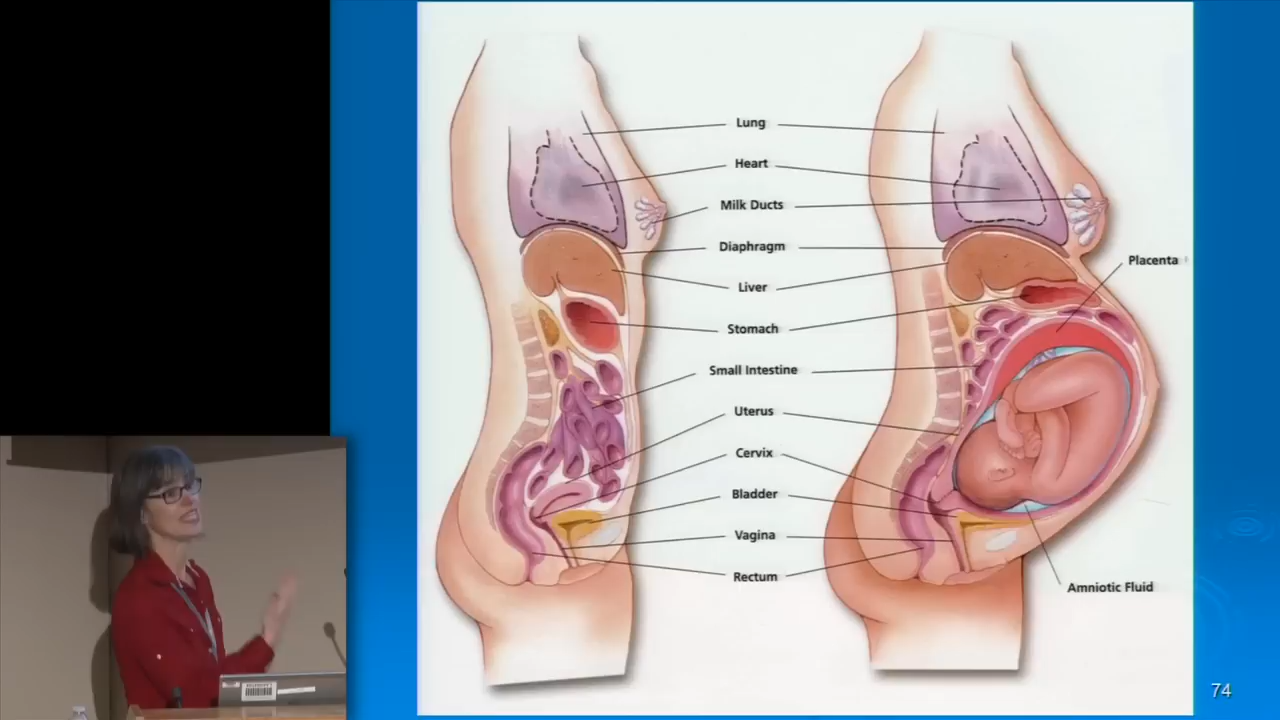 Lung
Heart
Milk Ducts
Diaphragm
Placenta
Liver
Stomach
Small Intestine
Uterus
Cervix
Bladder
Vagina
Rectum
Amniotic Fluid
74